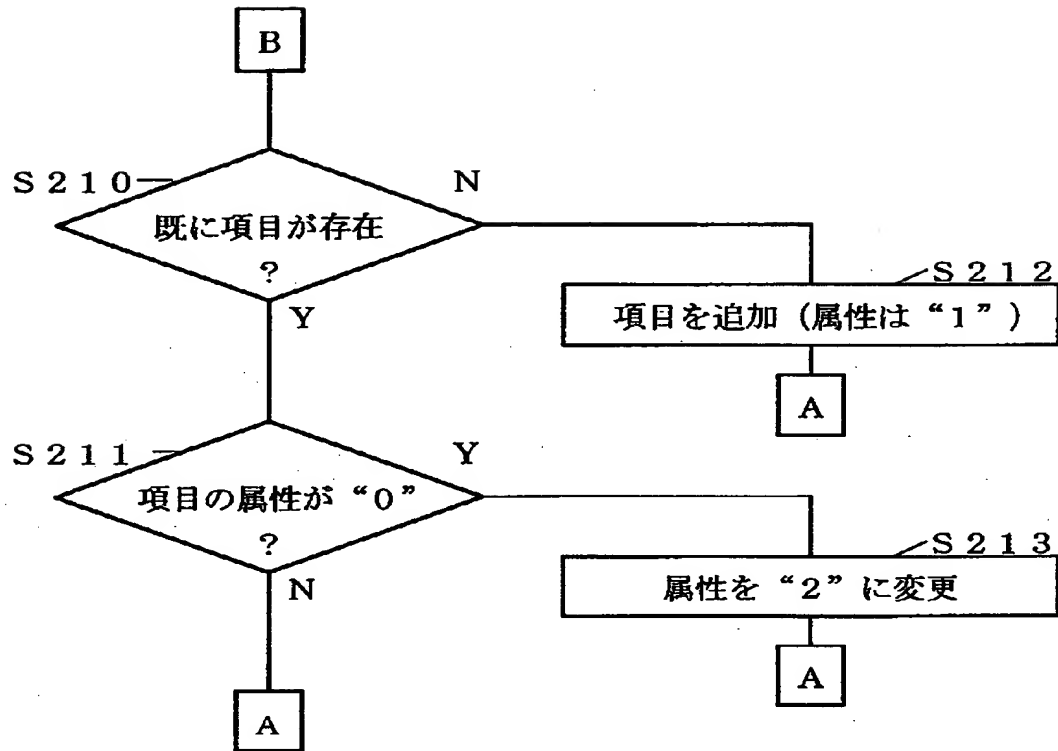 B
S210
N
既に項目が存在
?
Y
S212
項目を追加(属性は“1”)
A
S211
Y
項目の属性が“0”
?
N
S213
属性を“2”に変更
A
A